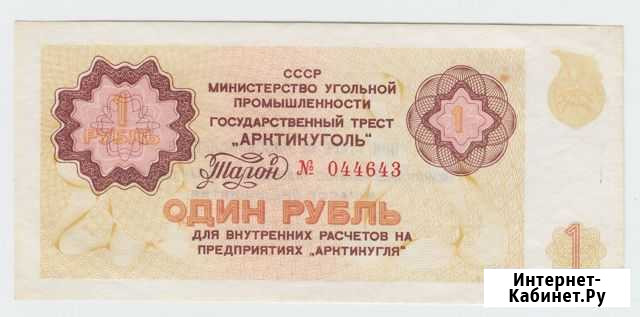 СССР
МИНИСТЕРСТВО УГОЛЬНОЙ
ПРОМЫШЛЕННОСТИ
ГОСУДАРСТВЕННЫЙ ТРЕСТ
„АРКТИКУГОЛЬ"
1
РУБЛЬ
1
Талон № 044643
ОДИН РУБЛЬ
ДЛЯ ВНУТРЕННИХ РАСЧЕТОВ НА
ПРЕДПРИЯТИЯХ „АРКТИКУГЛЯ"
1
Интернет-
Кабинет.Ру